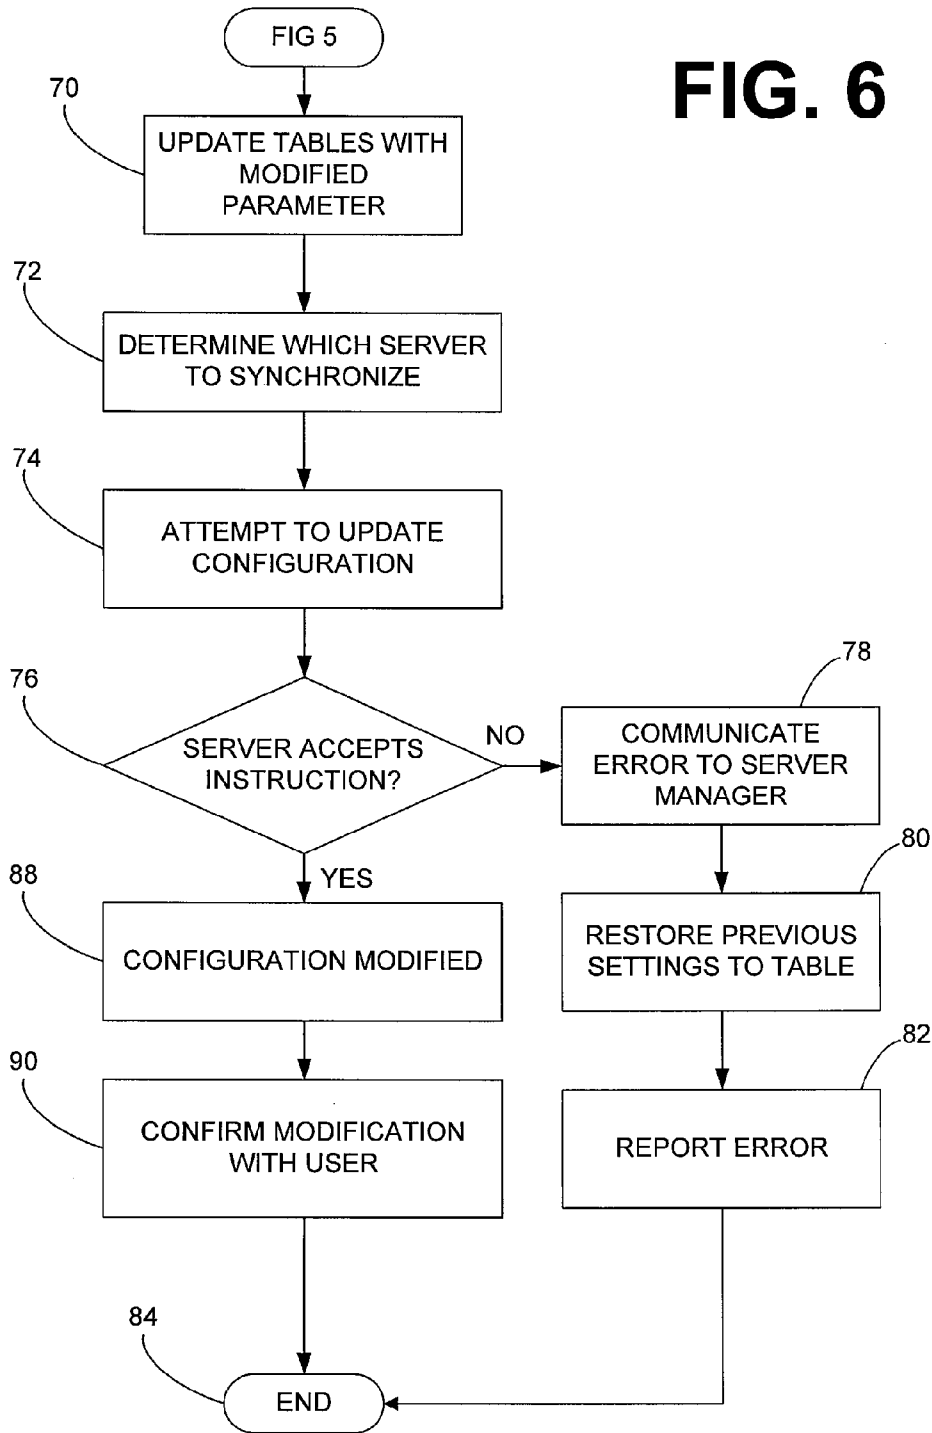 FIG 5
FIG. 6
70
UPDATE TABLES WITH
MODIFIED
PARAMETER
72
DETERMINE WHICH SERVER
TO SYNCHRONIZE
74
ATTEMPT TO UPDATE
CONFIGURATION
76
SERVER ACCEPTS
INSTRUCTION?
NO
78
COMMUNICATE
ERROR TO SERVER
MANAGER
YES
80
RESTORE PREVIOUS
SETTINGS TO TABLE
88
CONFIGURATION MODIFIED
82
REPORT ERROR
90
CONFIRM MODIFICATION
WITH USER
84
END